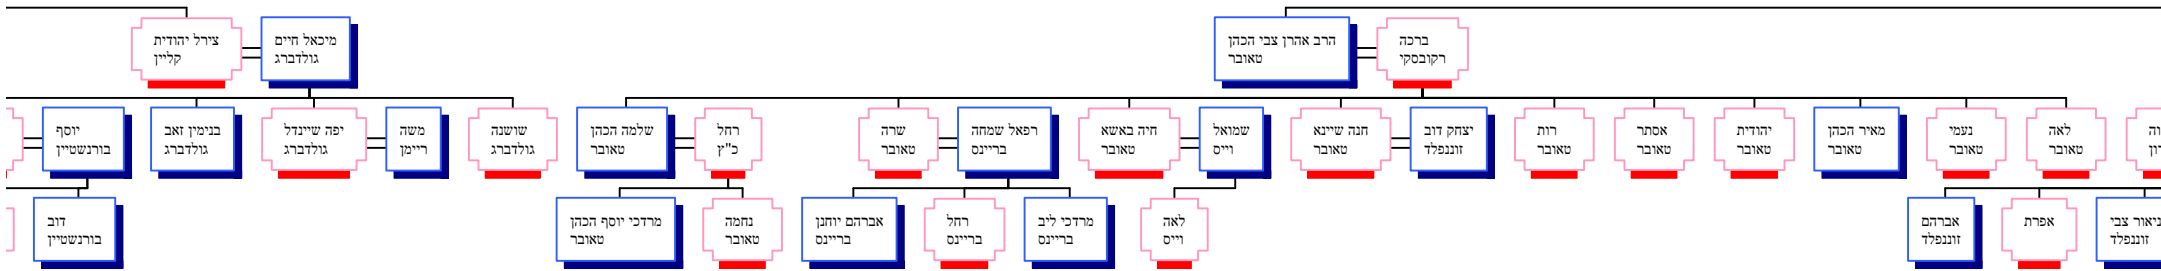 ברכה
רקובסקי
הרב אהרן צבי הכהן
טאובר
מיכאל חיים
גולדברג
צירל יהודית
קליין
לאה
טאובר
נעמי
טאובר
מאיר הכהן
טאובר
יהודית
טאובר
אסתר
טאובר
רות
טאובר
יצחק דוב
זוננפלד
חנה שיינא
טאובר
שמואל
וייס
חיה באשא
טאובר
רפאל שמחה
בריינס
שרה
טאובר
רחל
כ"ץ
שלמה הכהן
טאובר
שושנה
גולדברג
משה
ריימן
יפה שיינדל
גולדברג
בנימין זאב
גולדברג
יוסף
בורנשטיין
ניאור צבי
זוננפלד
אפרת
אברהם
זוננפלד
לאה
וייס
מרדכי ליב
בריינס
רחל
בריינס
אברהם יוחנן
בריינס
נחמה
טאובר
מרדכי יוסף הכהן
טאובר
דוב
בורנשטיין